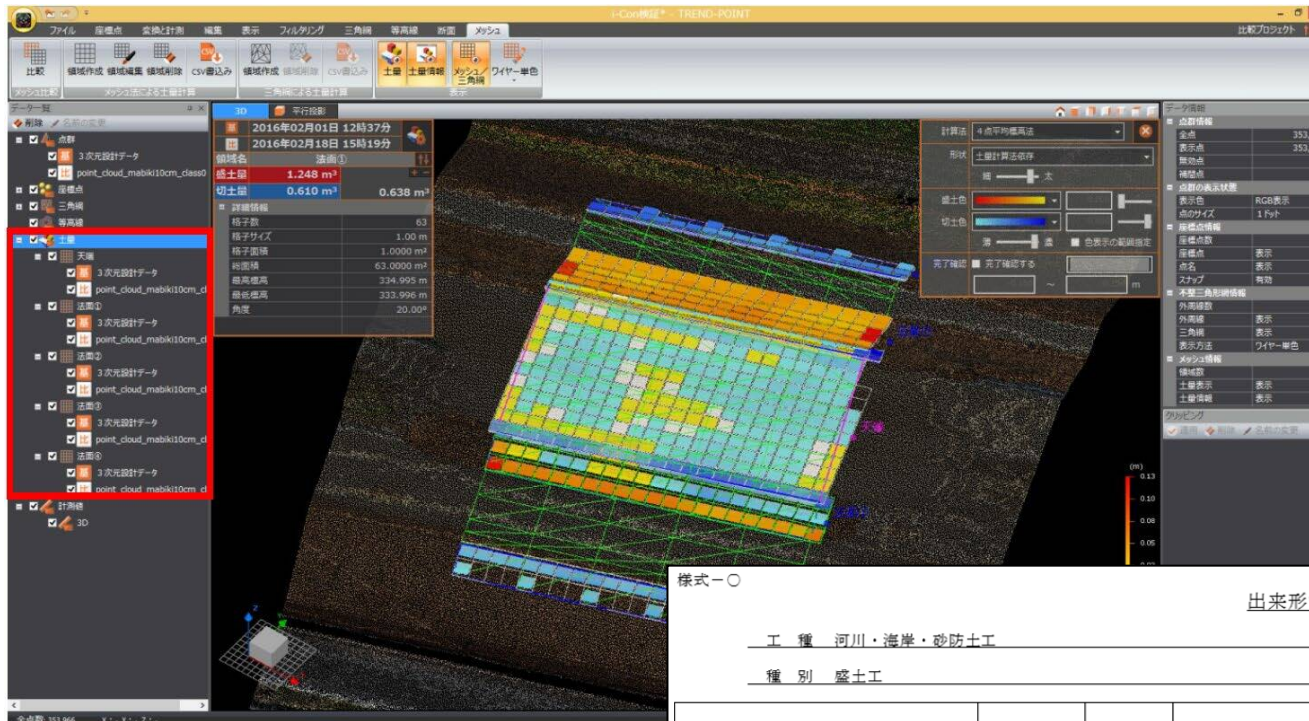 i-Con検証* - TREND-POINT
ファイル 座標点 変換と計測 編集 表示 フィルタリング 三角網 等高線 断面 メッシュ 比較プロジェクト
比較 領域作成 領域編集 領域削除 CSV書込み 領域作成 領域削除 CSV書込み 土量 土量情報 メッシュ/三角網 ワイヤー単色
メッシュ比較 メッシュ法による土量計算 三角網による土量計算 表示
データ一覧
削除 名前の変更
点群
基 3次元設計データ
比 point_cloud_mabiki10cm_class0
座標点
三角網
等高線
土量
天端
基 3次元設計データ
比 point_cloud_mabiki10cm_cl
法面①
基 3次元設計データ
比 point_cloud_mabiki10cm_cl
法面②
基 3次元設計データ
比 point_cloud_mabiki10cm_cl
法面③
基 3次元設計データ
比 point_cloud_mabiki10cm_cl
法面④
基 3次元設計データ
比 point_cloud_mabiki10cm_cl
計測値
3D
3D 平行投影
基 2016年02月01日 12時37分
比 2016年02月18日 15時19分
領域名 法面①
盛土量 1.248 m³
切土量 0.610 m³ 0.638 m³
詳細情報
格子数 63
格子サイズ 1.00 m
格子面積 1.0000 m²
総面積 63.0000 m²
最高標高 334.995 m
最低標高 333.996 m
角度 20.00°
計算法 4点平均標高法
形状 土量計算法依存
細 太
盛土色
切土色
薄 濃 色表示の範囲指定
完了確認 完了確認する
～ m
天端
(m)
0.13
0.10
0.08
0.05
Z
データ情報
点群情報
全点 353,
表示点 353,
無効点
補間点
点群の表示状態
表示色 RGB表示
点のサイズ 1ドット
座標点情報
座標点数
座標点 表示
点名 表示
スナップ 有効
不整三角形網情報
外周線数
外周線 表示
三角網 表示
表示方法 ワイヤー単色
メッシュ情報
領域数
土量表示 表示
土量情報 表示
クリッピング
適用 削除 名前の変更
全点数: 353,966 X: - Y: - Z: -
様式－○
出来形
工 種 河川・海岸・砂防土工
種 別 盛土工